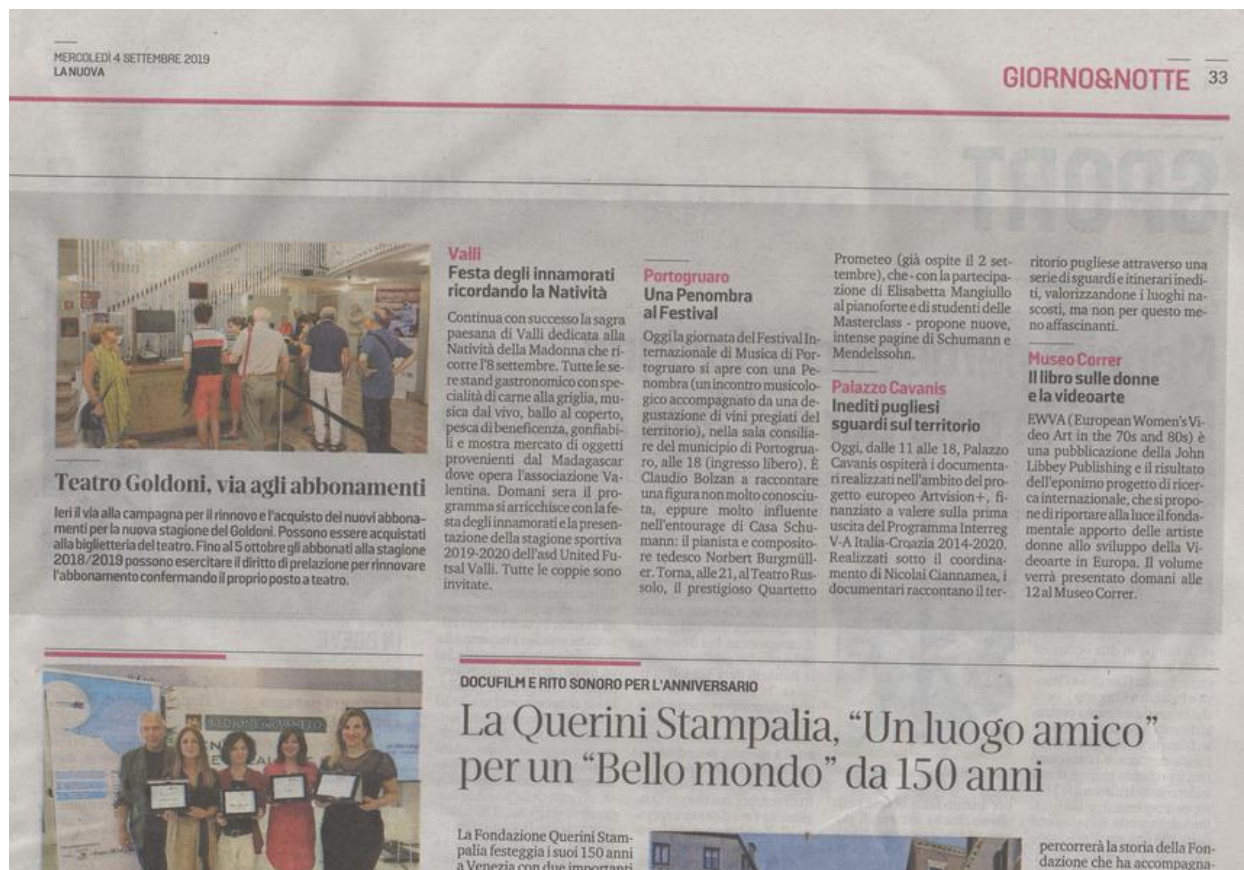 MERCOLEDÌ 4 SETTEMBRE 2019
LA NUOVA
GIORNO&NOTTE 33
Teatro Goldoni, via agli abbonamenti
Ieri il via alla campagna per il rinnovo e l'acquisto dei nuovi abbona-
menti per la nuova stagione del Goldoni. Possono essere acquistati
alla biglietteria del teatro. Fino al 5 ottobre gli abbonati alla stagione
2018/2019 possono esercitare il diritto di prelazione per rinnovare
l'abbonamento confermando il proprio posto a teatro.
Valli
Festa degli innamorati
ricordando la Natività
Continua con successo la sagra
paesana di Valli dedicata alla
Natività della Madonna che ri-
corre l'8 settembre. Tutte le se-
re stand gastronomico con spe-
cialità di carne alla griglia, mu-
sica dal vivo, ballo al coperto,
pesca di beneficenza, gonfiabi-
li e mostra mercato di oggetti
provenienti dal Madagascar
dove opera l'associazione Va-
lentina. Domani sera il pro-
gramma si arricchisce con la fe-
sta degli innamorati e la presen-
tazione della stagione sportiva
2019-2020 dell'asd United Fu-
tsal Valli. Tutte le coppie sono
invitate.
Portogruaro
Una Penombra
al Festival
Oggi la giornata del Festival In-
ternazionale di Musica di Por-
togruaro si apre con una Pe-
nombra (un incontro musicolo-
gico accompagnato da una de-
gustazione di vini pregiati del
territorio), nella sala consilia-
re del municipio di Portogrua-
ro, alle 18 (ingresso libero). È
Claudio Bolzan a raccontare
una figura non molto conosciu-
ta, eppure molto influente
nell'entourage di Casa Schu-
mann: il pianista e composito-
re tedesco Norbert Burgmül-
ler. Torna, alle 21, al Teatro Rus-
solo, il prestigioso Quartetto
Prometeo (già ospite il 2 set-
tembre), che - con la partecipa-
zione di Elisabetta Mangiullo
al pianoforte e di studenti delle
Masterclass - propone nuove,
intense pagine di Schumann e
Mendelssohn.
Palazzo Cavanis
Inediti pugliesi
sguardi sul territorio
Oggi, dalle 11 alle 18, Palazzo
Cavanis ospiterà i documenta-
ri realizzati nell'ambito del pro-
getto europeo Artvision+, fi-
nanziato a valere sulla prima
uscita del Programma Interreg
V-A Italia-Croazia 2014-2020.
Realizzati sotto il coordina-
mento di Nicolai Ciannamea, i
documentari raccontano il ter-
ritorio pugliese attraverso una
serie di sguardi e itinerari inedi-
ti, valorizzandone i luoghi na-
scosti, ma non per questo me-
no affascinanti.
Museo Correr
Il libro sulle donne
e la videoarte
EWVA (European Women's Vi-
deo Art in the 70s and 80s) è
una pubblicazione della John
Libbey Publishing e il risultato
dell'eponimo progetto di ricer-
ca internazionale, che si propo-
ne di riportare alla luce il fonda-
mentale apporto delle artiste
donne allo sviluppo della Vi-
deoarte in Europa. Il volume
verrà presentato domani alle
12 al Museo Correr.
DOCUFILM E RITO SONORO PER L'ANNIVERSARIO
La Querini Stampalia, “Un luogo amico”
per un “Bello mondo” da 150 anni
La Fondazione Querini Stam-
palia festeggia i suoi 150 anni
a Venezia con due importanti
percorrerà la storia della Fon-
dazione che ha accompagna-